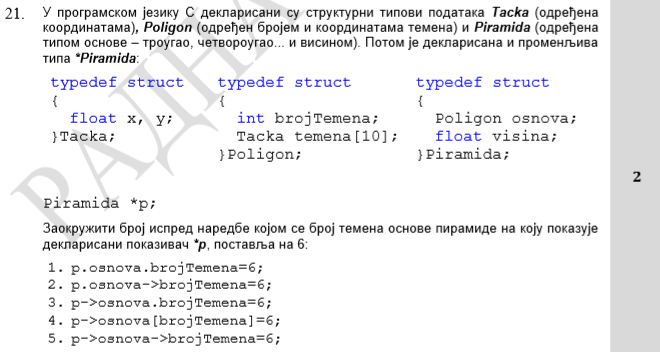 21. У програмском језику C декларисани су структурни типови података Tacka (одређена
координатама), Poligon (одређен бројем и координатама темена) и Piramida (одређена
типом основе – троугао, четвороугао... и висином). Потом је декларисана и променљива
типа *Piramida:
typedef struct typedef struct typedef struct
{ { {
float x, y; int brojTemena; Poligon osnova;
}Tacka; Tacka temena[10]; float visina;
}Poligon; }Piramida;
2
Piramida *p;
Заокружити број испред наредбе којом се број темена основе пирамиде на коју показује
декларисани показивач *p, поставља на 6:
1. p.osnova.brojTemena=6;
2. p.osnova->brojTemena=6;
3. p->osnova.brojTemena=6;
4. p->osnova[brojTemena]=6;
5. p->osnova->brojTemena=6;
РАДНА